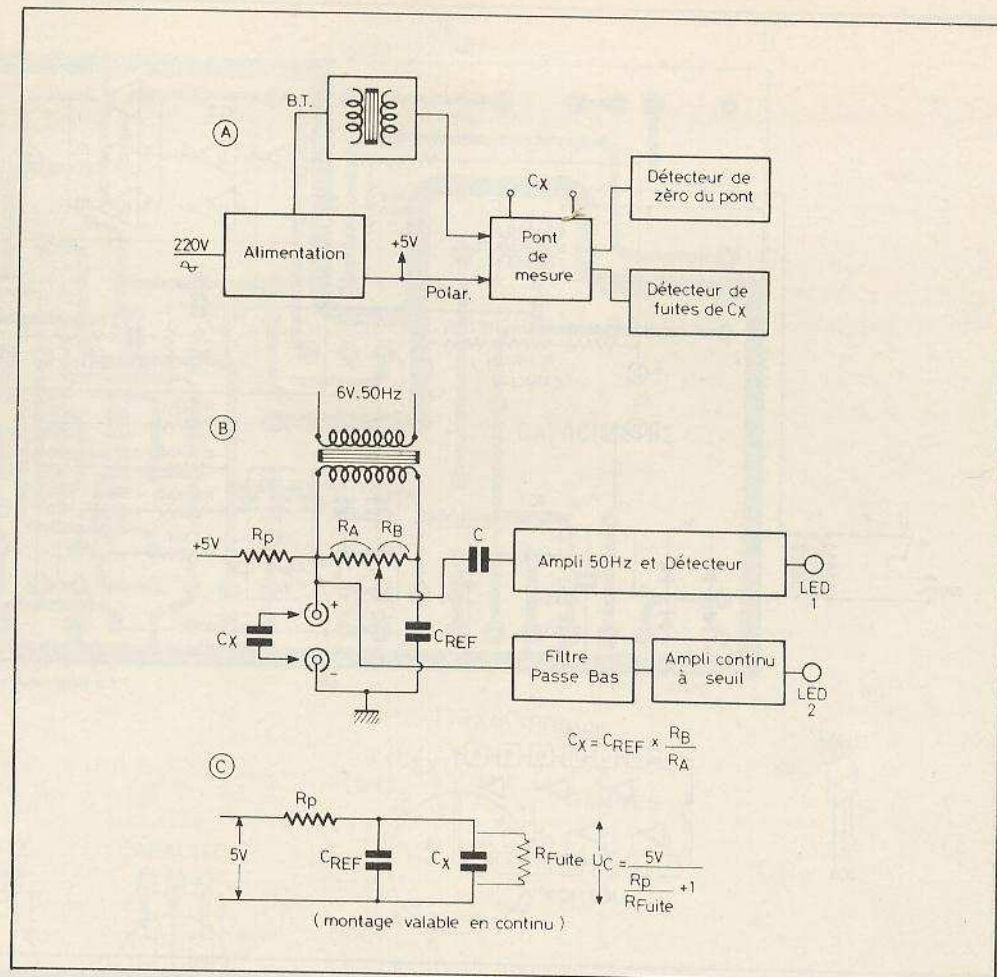 A
B.T.
220V
Alimentation
+5V
Polar.
Cx
Pont
de
mesure
Détecteur de
zèro du pont
Détecteur de
fuites de Cx
B
6V.50Hz
+5V
Rp
RA
RB
C
Ampli 50Hz et Détecteur
LED
1
Cx
+
−
CREF
Filtre
Passe Bas
Ampli continu
à seuil
LED
2
Cx = CREF × RB/RA
C
5V
Rp
CREF
Cx
RFuite
UC = 5V
Rp/RFuite +1
(montage valable en continu)